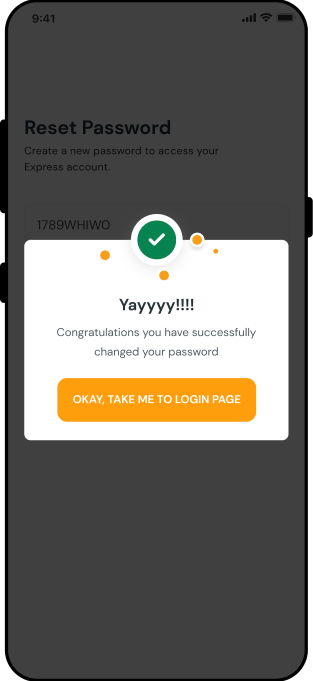 9:41
Reset Password
Create a new password to access your
Express account.
1789WHIWO
Yayyyy!!!!
Congratulations you have successfully
changed your password
OKAY, TAKE ME TO LOGIN PAGE